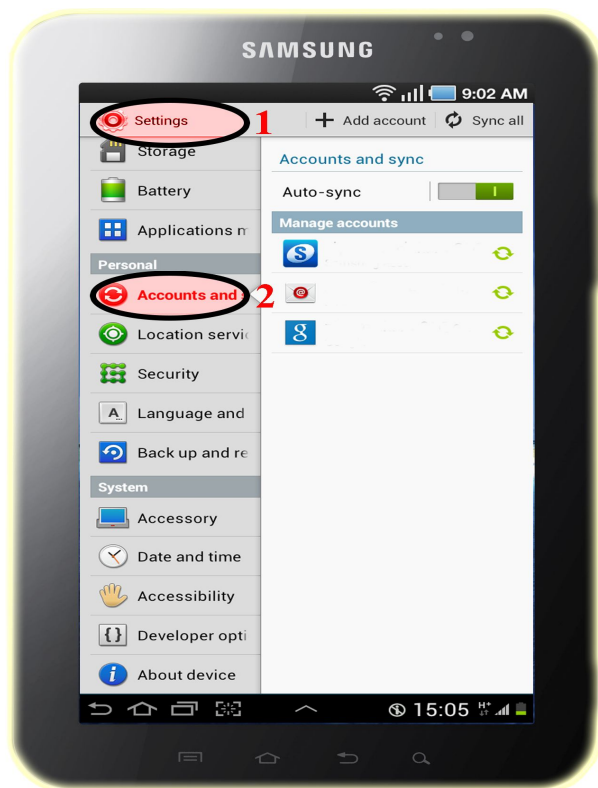 SΛMSUNG
9:02 AM
Settings
1
Add account
Sync all
Storage
Battery
Applications m
Personal
Accounts and s
2
Location servi
Security
A
Language and
Back up and re
System
Accessory
Date and time
Accessibility
{}
Developer opti
i
About device
Accounts and sync
Auto-sync
I
Manage accounts
S
@
g
15:05
H+